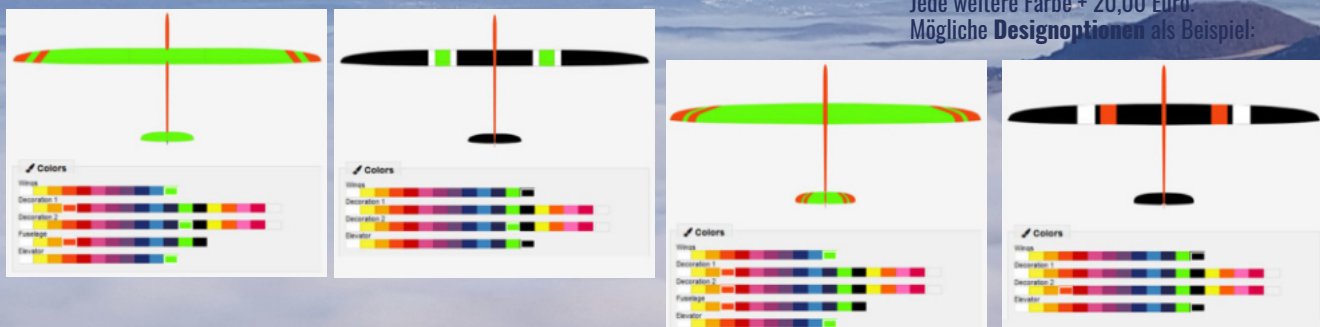 Jede weitere Farbe + 20,00 Euro.
Mögliche Designoptionen als Beispiel:
Colors
Wings
Decoration 1
Decoration 2
Fuselage
Elevator
Colors
Wings
Decoration 1
Decoration 2
Elevator
Colors
Wings
Decoration 1
Decoration 2
Fuselage
Elevator
Colors
Wings
Decoration 1
Decoration 2
Elevator